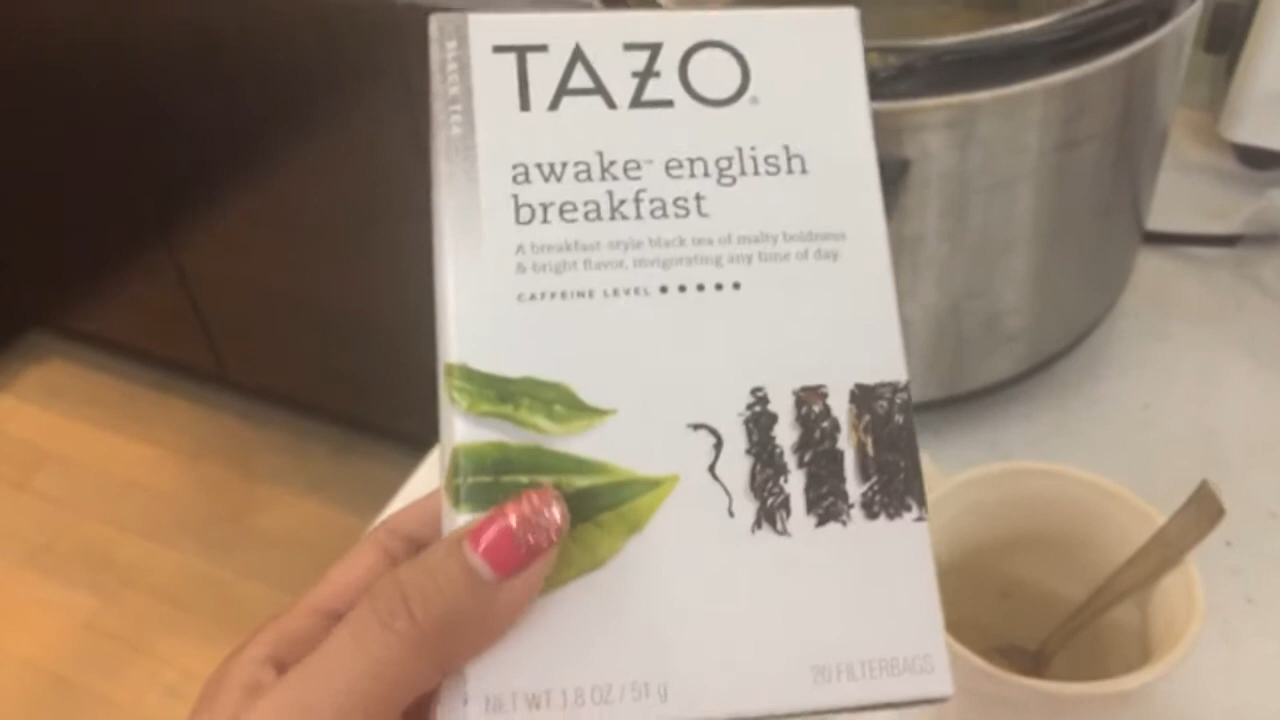 BLACK TEA
TAZO®
awake™ english
breakfast
A breakfast-style black tea of malty boldness
& bright flavor, invigorating any time of day.
CAFFEINE LEVEL ● ● ● ● ●
20 FILTERBAGS
NET WT 1.8 OZ / 51 g